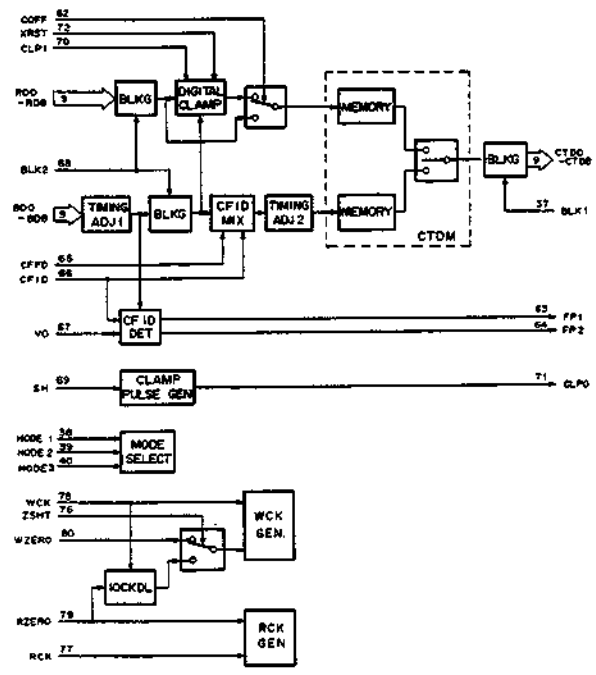 COFF 62
XRST 72
CLP1 70
RD0
-RD8 9
BLKG
DIGITAL
CLAMP
MEMORY
BLKG
9
CTD0
-CTD8
BLK2 68
BD0
-BD8 9
TIMING
ADJ1
BLKG
CFID
MIX
TIMING
ADJ2
MEMORY
37 BLK1
CTDM
CFFD 65
CFID 66
CFID
DET
VD 67
63 FP1
64 FP2
SH 69
CLAMP
PULSE GEN
71 CLPO
MODE 1 38
MODE 2 39
MODE 3 40
MODE
SELECT
WCK 78
ZSHT 76
WZERO 80
WCK
GEN.
10CKDL
RZERO 79
RCK 77
RCK
GEN